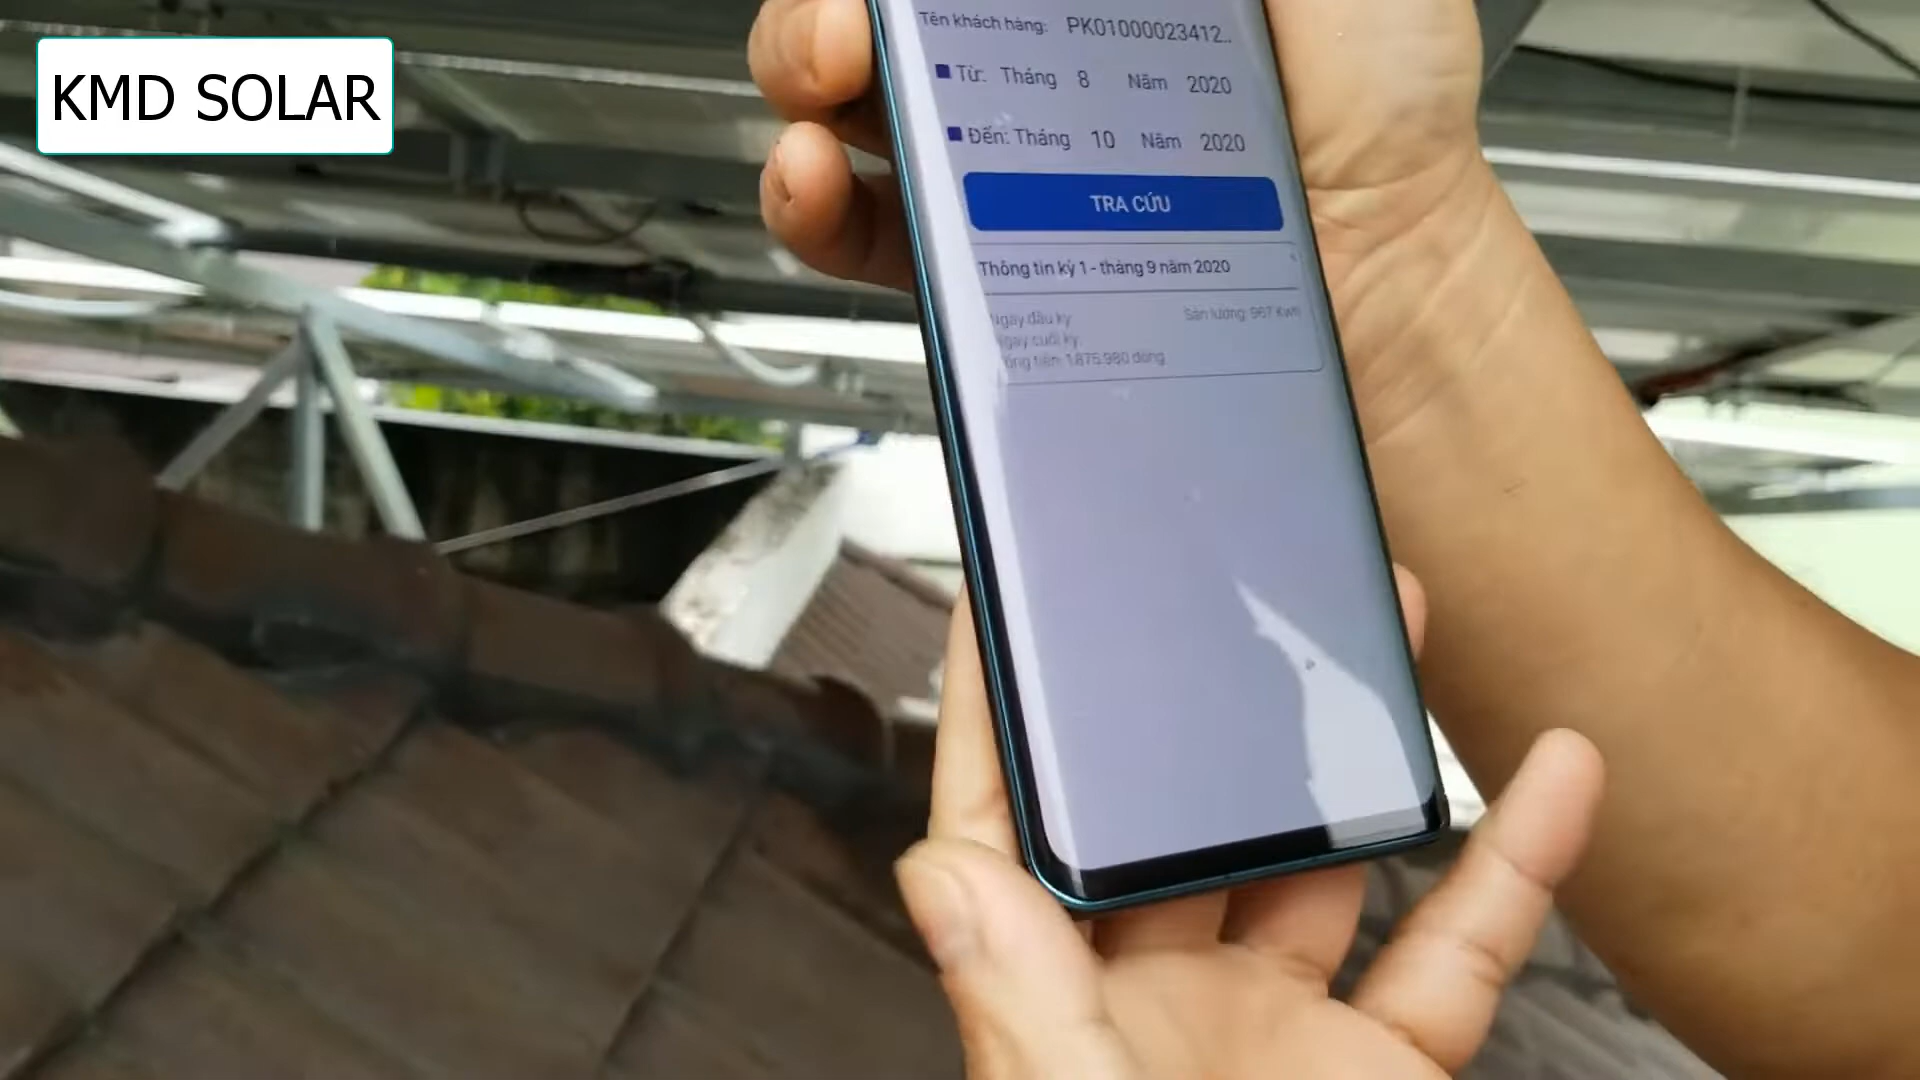 KMD SOLAR
Tên khách hàng: PK01000023412..
Từ: Tháng 8 Năm 2020
Đến: Tháng 10 Năm 2020
TRA CỨU
Thông tin kỳ 1 - tháng 9 năm 2020
Ngày đầu kỳ
Sản lượng: 967 Kwh
Ngày cuối kỳ:
ổng tiền: 1.875.980 đồng